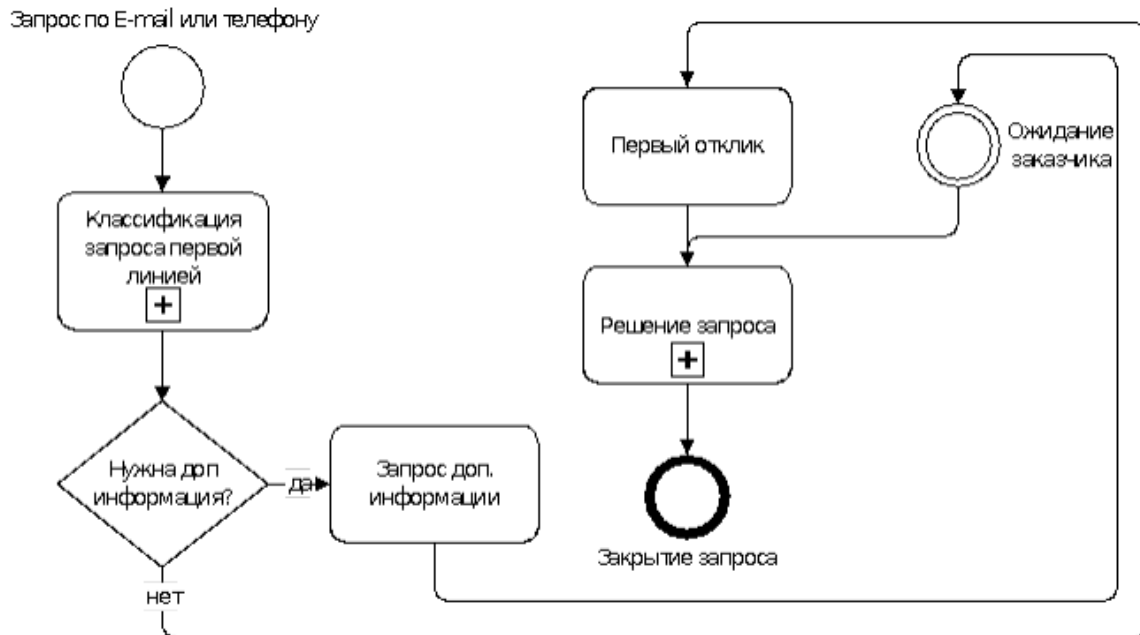 Запрос по E-mail или телефону
Классификация
запроса первой
линией
Нужна доп
информация?
да
нет
Запрос доп.
информации
Первый отклик
Ожидание
заказчика
Решение запроса
Закрытие запроса